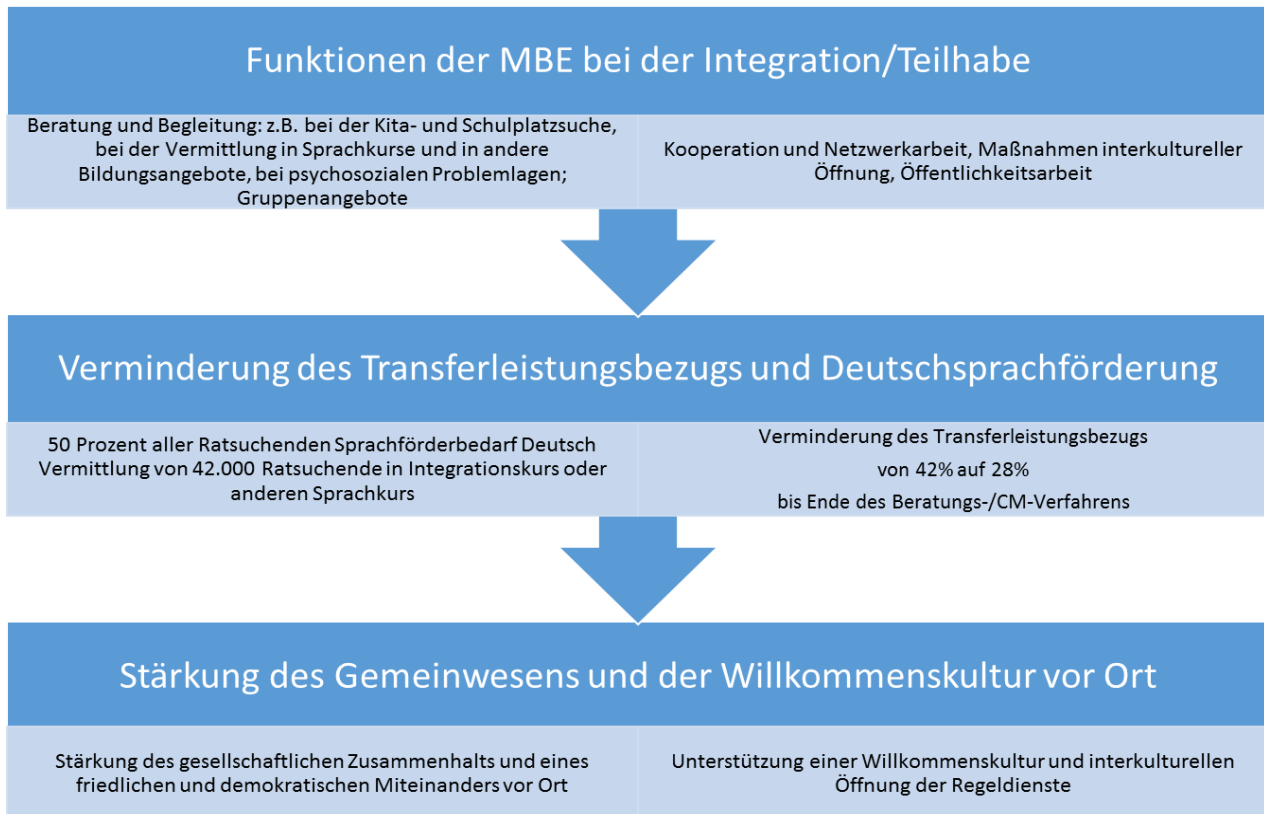 Funktionen der MBE bei der Integration/Teilhabe
Beratung und Begleitung: z.B. bei der Kita- und Schulplatzsuche,
bei der Vermittlung in Sprachkurse und in andere
Bildungsangebote, bei psychosozialen Problemlagen;
Gruppenangebote
Kooperation und Netzwerkarbeit, Maßnahmen interkultureller
Öffnung, Öffentlichkeitsarbeit
Verminderung des Transferleistungsbezugs und Deutschsprachförderung
50 Prozent aller Ratsuchenden Sprachförderbedarf Deutsch
Vermittlung von 42.000 Ratsuchende in Integrationskurs oder
anderen Sprachkurs
Verminderung des Transferleistungsbezugs
von 42% auf 28%
bis Ende des Beratungs-/CM-Verfahrens
Stärkung des Gemeinwesens und der Willkommenskultur vor Ort
Stärkung des gesellschaftlichen Zusammenhalts und eines
friedlichen und demokratischen Miteinanders vor Ort
Unterstützung einer Willkommenskultur und interkulturellen
Öffnung der Regeldienste